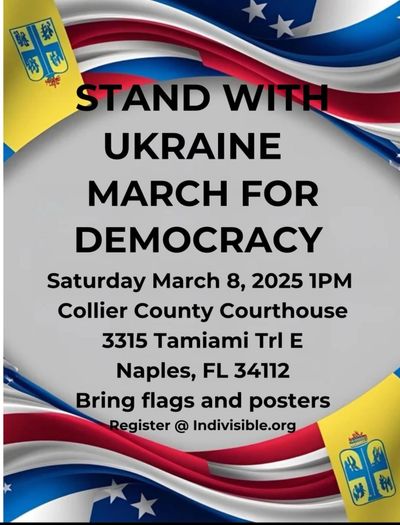 STAND WITH
UKRAINE
MARCH FOR
DEMOCRACY
Saturday March 8, 2025 1PM
Collier County Courthouse
3315 Tamiami Trl E
Naples, FL 34112
Bring flags and posters
Register @ Indivisible.org